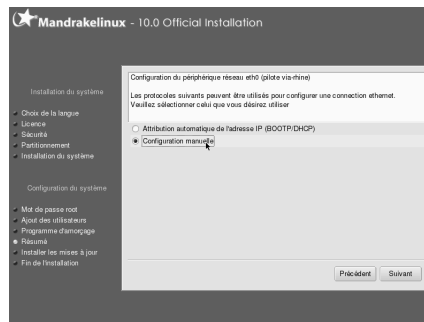 Mandrakelinux - 10.0 Official Installation
Installation du système
Choix de la langue
Licence
Sécurité
Partitionnement
Installation du système
Configuration du système
Mot de passe root
Ajout des utilisateurs
Programme d'amorçage
Résumé
Installer les mises à jour
Fin de l'installation
Configuration du périphérique réseau eth0 (pilote via-rhine)
Les protocoles suivants peuvent être utilisés pour configurer une connection ethernet.
Veuillez sélectionner celui que vous désirez utiliser
Attribution automatique de l'adresse IP (BOOTP/DHCP)
Configuration manuelle
Précédent
Suivant